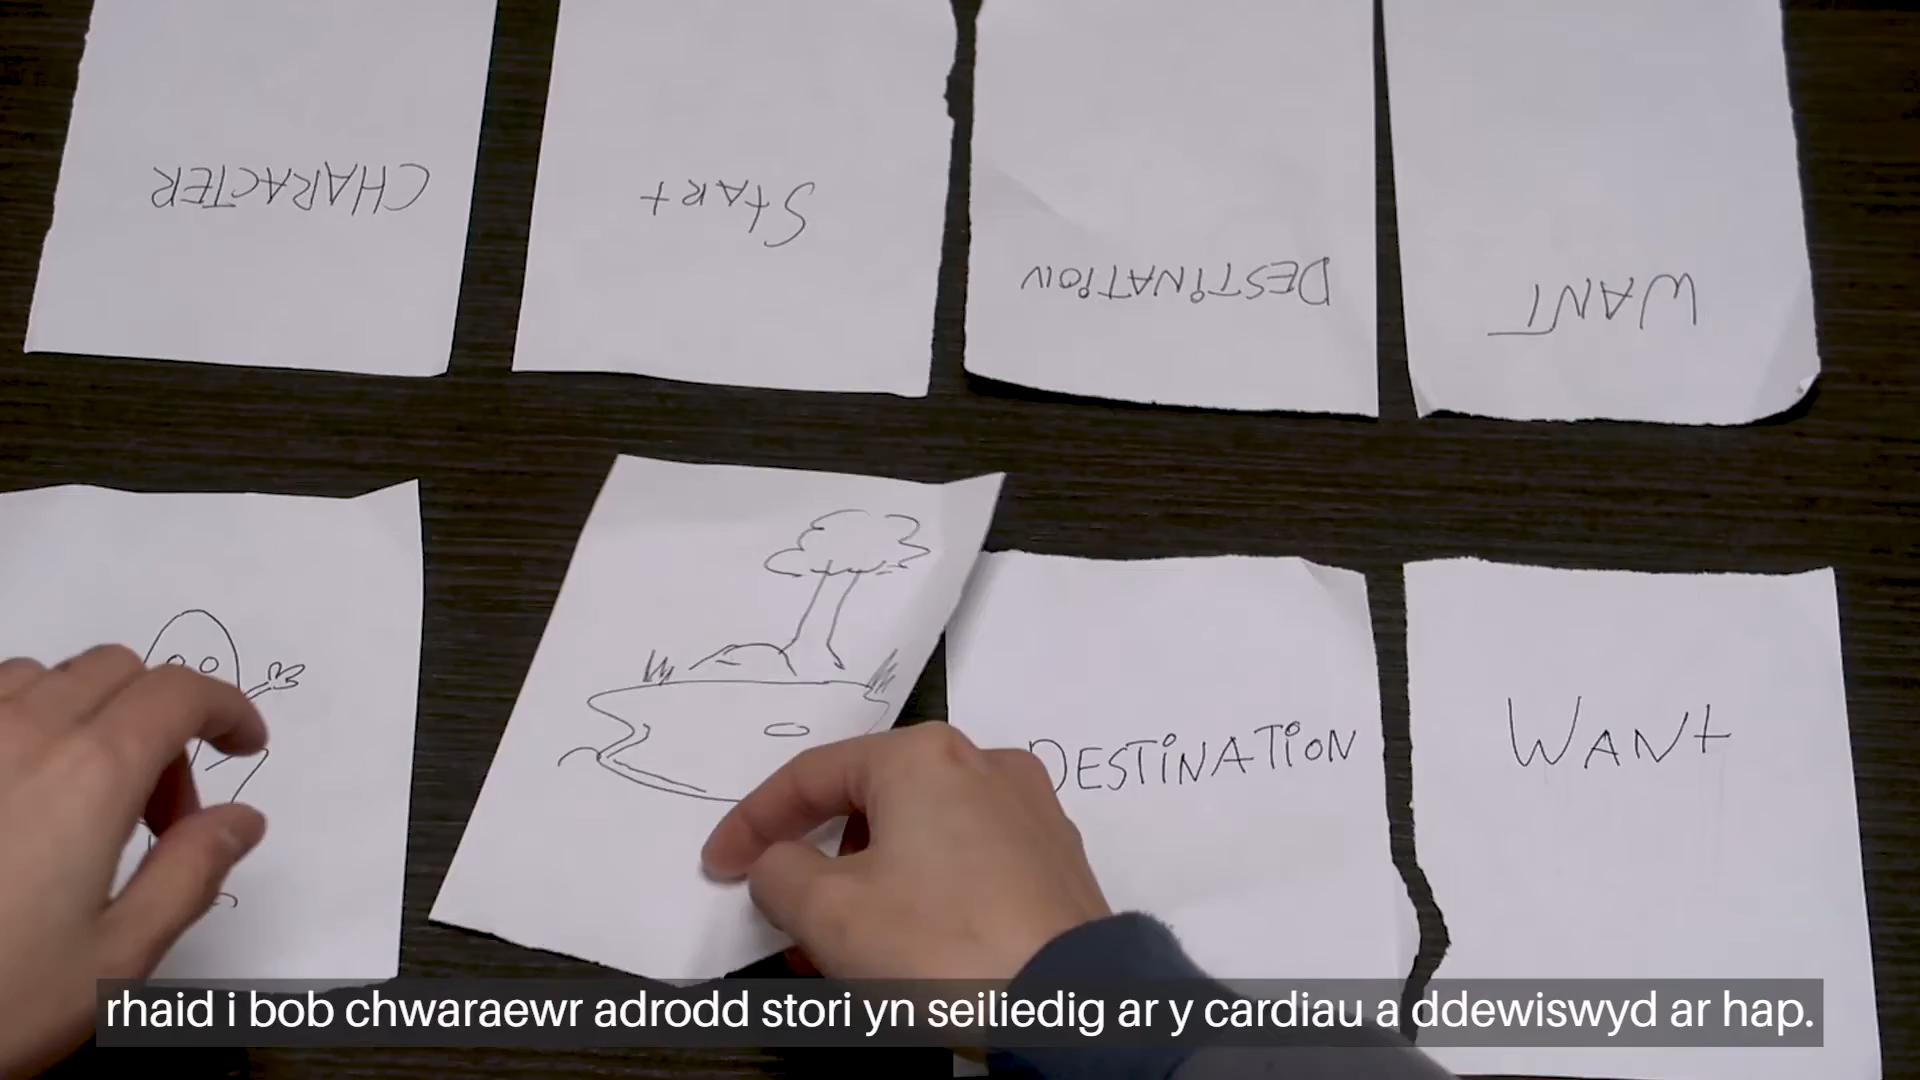 CHARACTER
START
DESTINATION
WANT
DESTINATION
WANT
rhaid i bob chwaraewr adrodd stori yn seiliedig ar y cardiau a ddewiswyd ar hap.